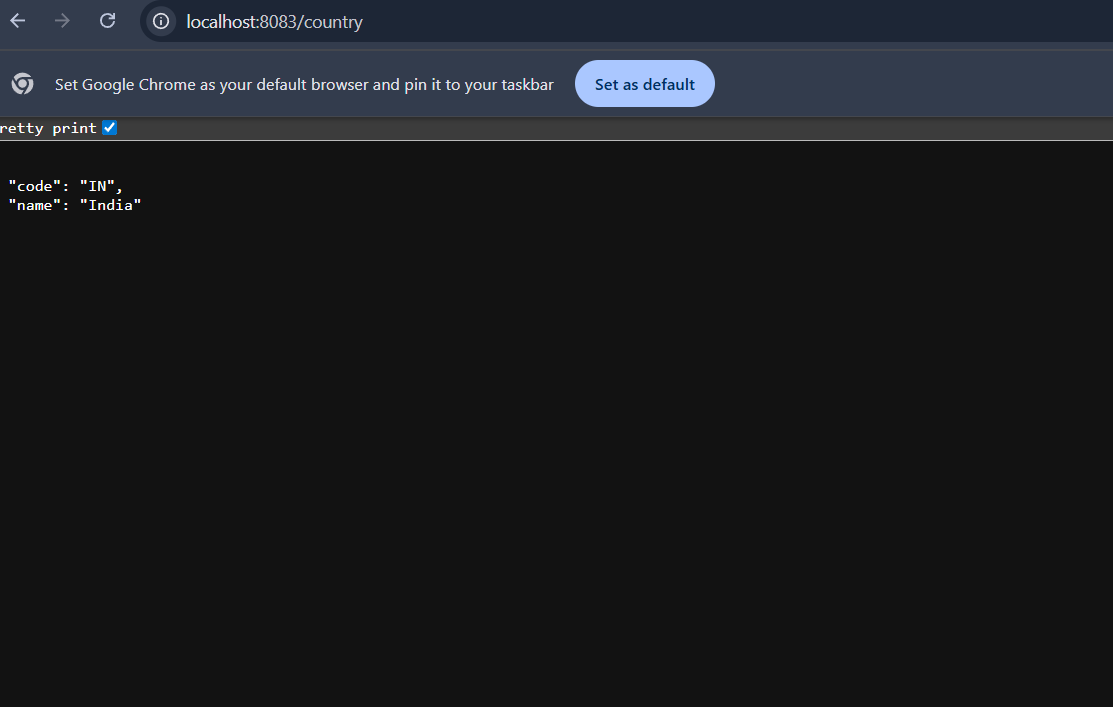 localhost:8083/country
Set Google Chrome as your default browser and pin it to your taskbar Set as default
retty print
"code": "IN",
"name": "India"